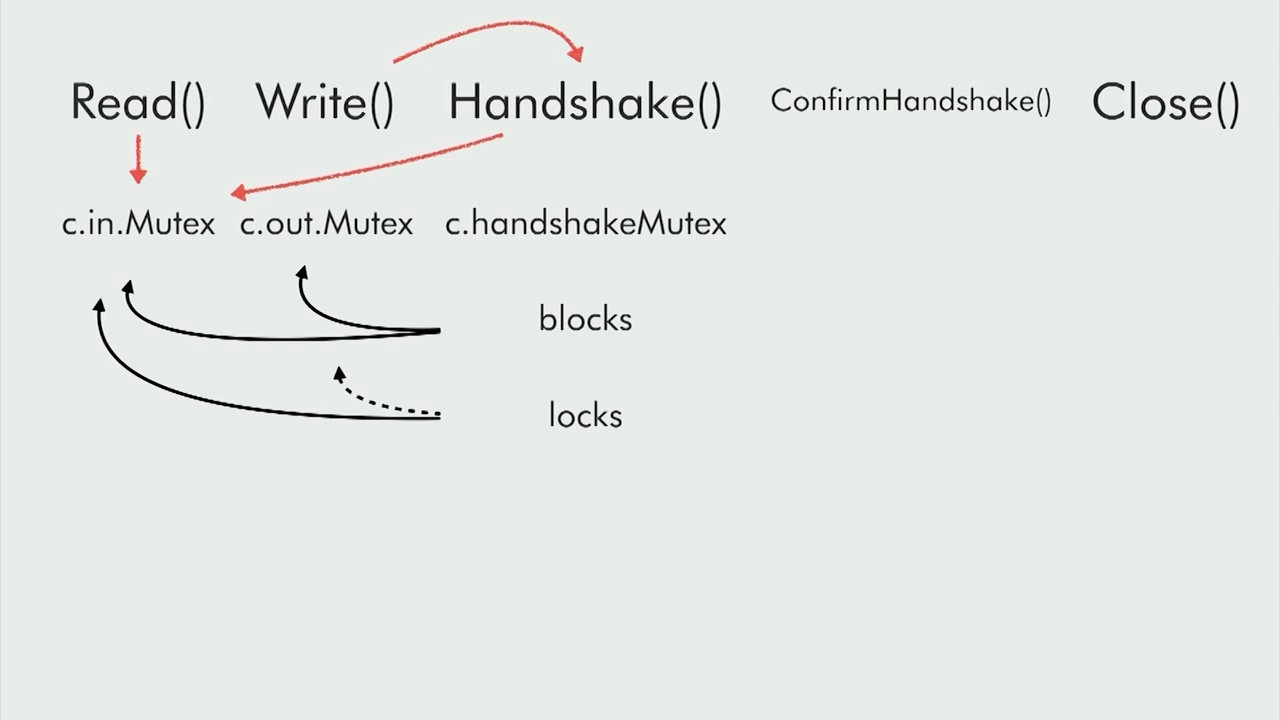 Read() Write() Handshake() ConfirmHandshake() Close()
c.in.Mutex c.out.Mutex c.handshakeMutex
blocks
locks